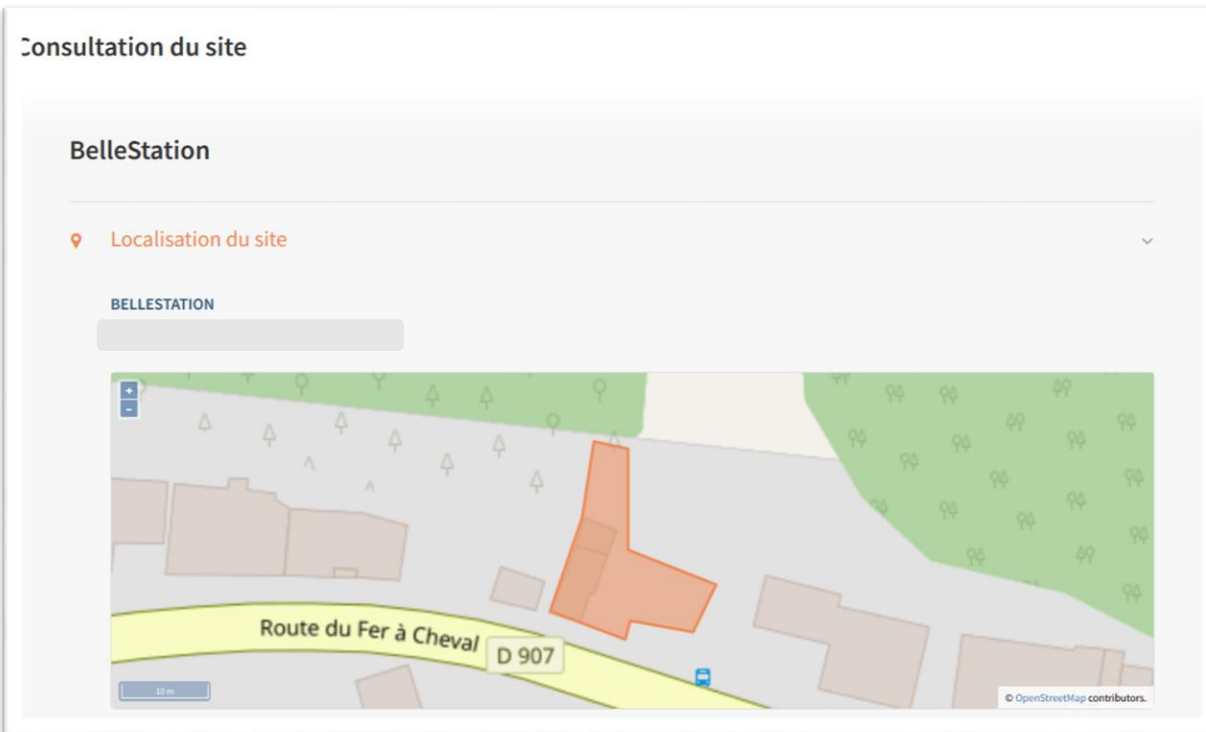 Consultation du site
BelleStation
Localisation du site
BELLESTATION
+
-
Route du Fer à Cheval
D 907
10 m
© OpenStreetMap contributors.